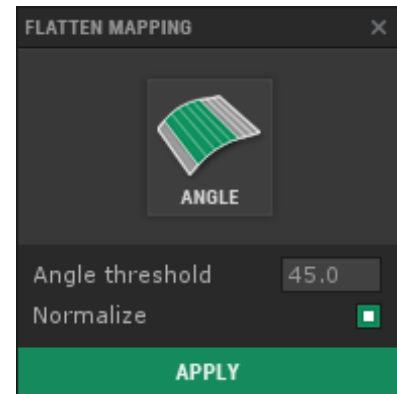 FLATTEN MAPPING
ANGLE
Angle threshold 45.0
Normalize
APPLY